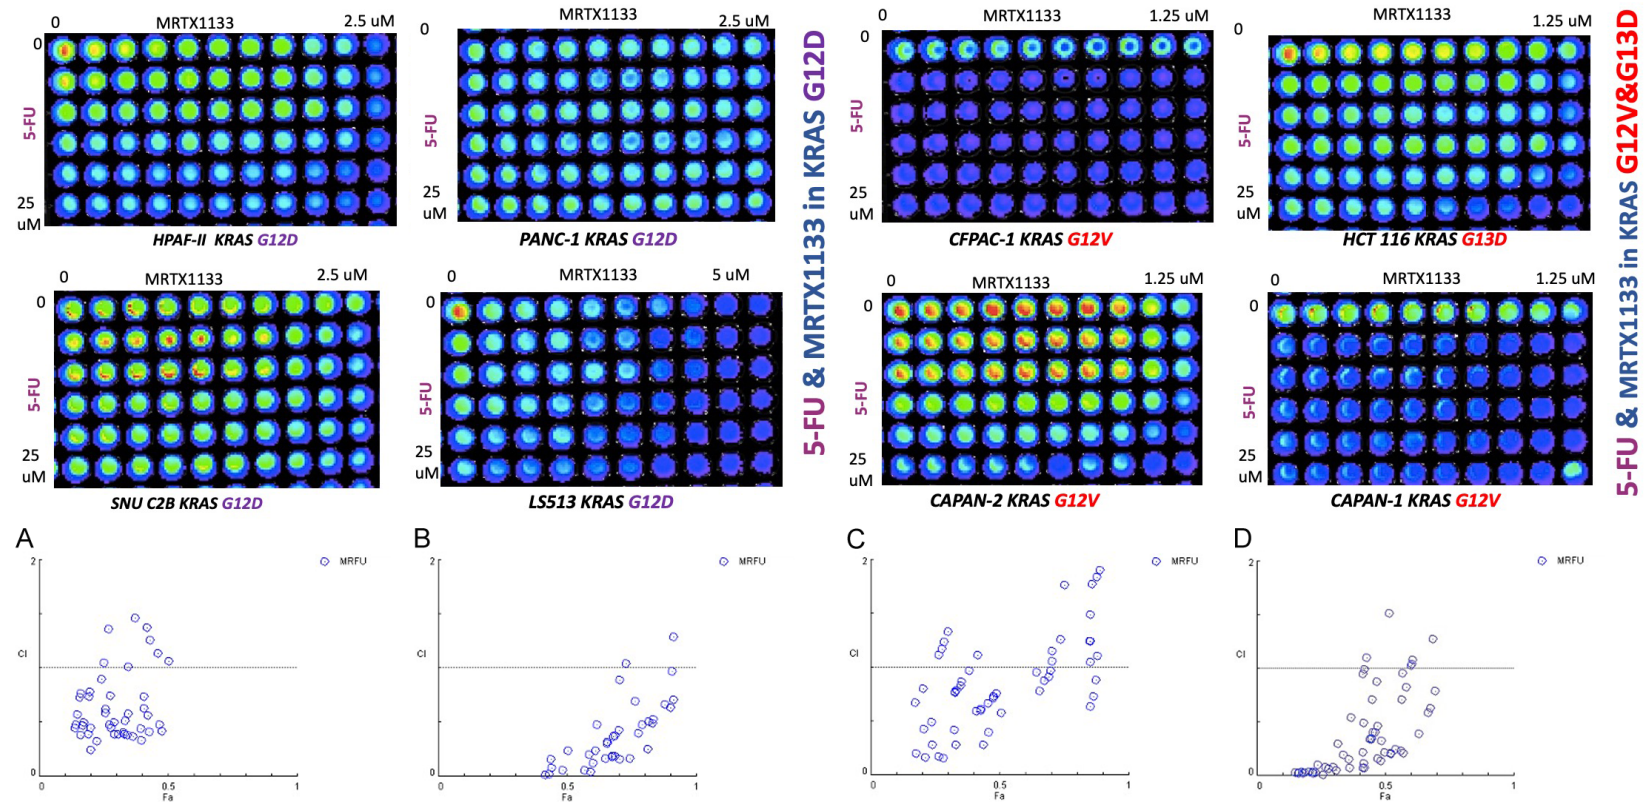 0 MRTX1133 2.5 uM
0
5-FU
25
uM
HPAF-II KRAS G12D
MRTX1133
0 2.5 uM
0
25
uM
PANC-1 KRAS G12D
5-FU & MRTX1133 in KRAS G12D
0 MRTX1133 1.25 uM
0
5-FU
25
uM
CFPAC-1 KRAS G12V
MRTX1133
0 1.25 uM
5-FU
25
uM
HCT 116 KRAS G13D
5-FU & MRTX1133 in KRAS G12V&G13D
0 MRTX1133 2.5 uM
0
5-FU
25
uM
SNU C2B KRAS G12D
0 MRTX1133 5 uM
0
5-FU
25
uM
LS513 KRAS G12D
0 MRTX1133 1.25 uM
0
5-FU
25
uM
CAPAN-2 KRAS G12V
0 MRTX1133 1.25 uM
0
5-FU
25
uM
CAPAN-1 KRAS G12V
A
2
MRFU
CI
0
0 0.5 1
Fa
B
2
MRFU
CI
0
0 0.5 1
Fa
C
2
MRFU
CI
0
0 0.5 1
Fa
D
2
MRFU
CI
0
0 0.5 1
Fa